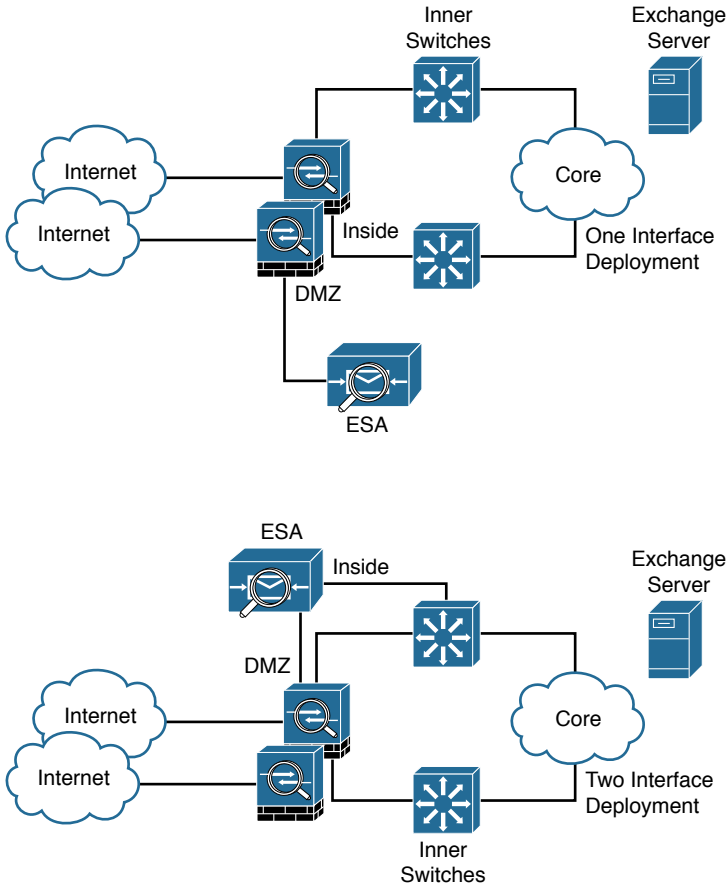 Inner
Switches
Exchange
Server
Internet
Core
Internet
Inside
One Interface
Deployment
DMZ
ESA
ESA
Inside
Exchange
Server
DMZ
Internet
Core
Internet
Two Interface
Deployment
Inner
Switches